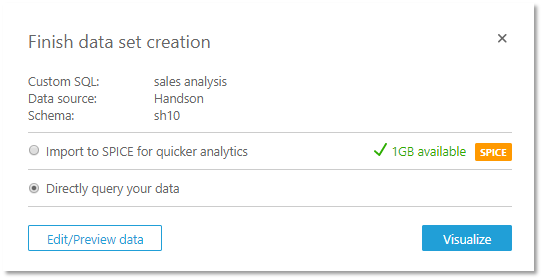 Finish data set creation
Custom SQL: sales analysis
Data source: Handson
Schema: sh10
Import to SPICE for quicker analytics 1GB available SPICE
Directly query your data
Edit/Preview data Visualize